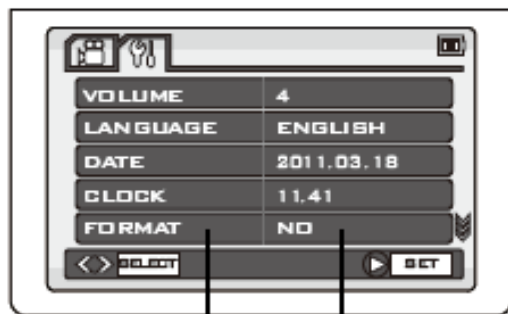 VOLUME 4
LANGUAGE ENGLISH
DATE 2011.03.18
CLOCK 11.41
FORMAT NO
SELECT SET